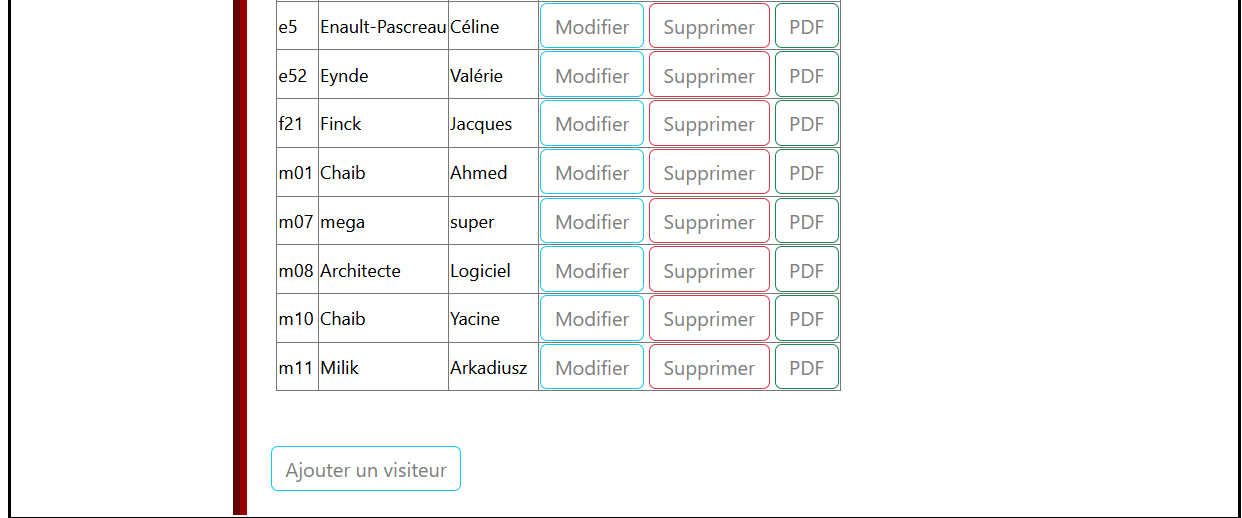 e5 Enault-Pascreau Céline Modifier Supprimer PDF
e52 Eynde Valérie Modifier Supprimer PDF
f21 Finck Jacques Modifier Supprimer PDF
m01 Chaib Ahmed Modifier Supprimer PDF
m07 mega super Modifier Supprimer PDF
m08 Architecte Logiciel Modifier Supprimer PDF
m10 Chaib Yacine Modifier Supprimer PDF
m11 Milik Arkadiusz Modifier Supprimer PDF
Ajouter un visiteur